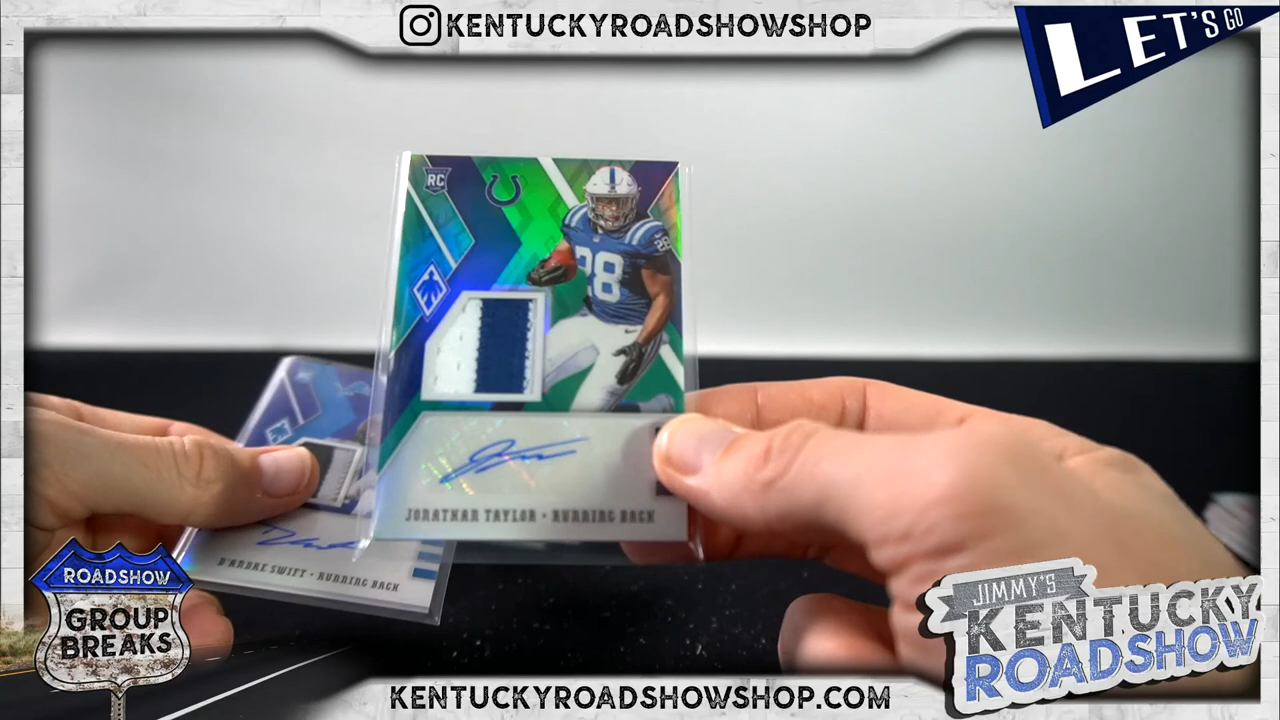 KENTUCKYROADSHOWSHOP
LET'S GO
RC
28
28
JONATHAN TAYLOR • RUNNING BACK
D'ANDRE SWIFT • RUNNING BACK
ROADSHOW
GROUP
BREAKS
JIMMY'S
KENTUCKY
ROADSHOW
KENTUCKYROADSHOWSHOP.COM